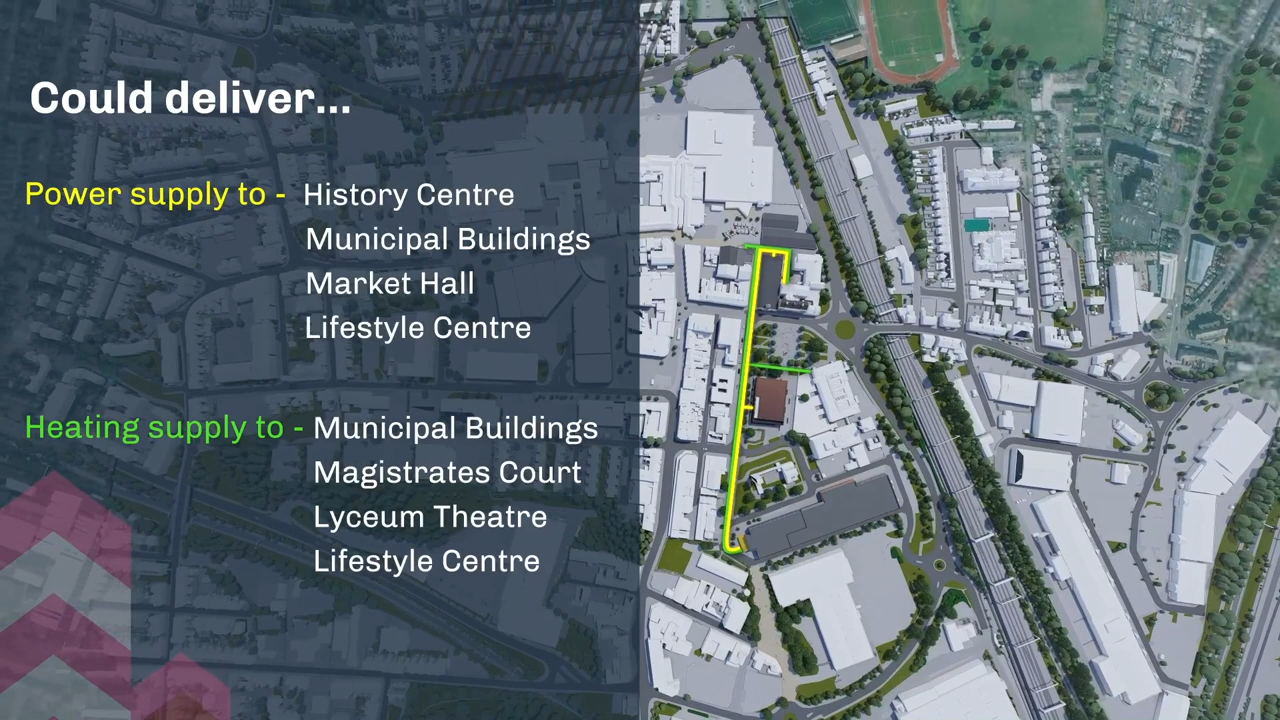 Could deliver...
Power supply to - History Centre
Municipal Buildings
Market Hall
Lifestyle Centre
Heating supply to - Municipal Buildings
Magistrates Court
Lyceum Theatre
Lifestyle Centre